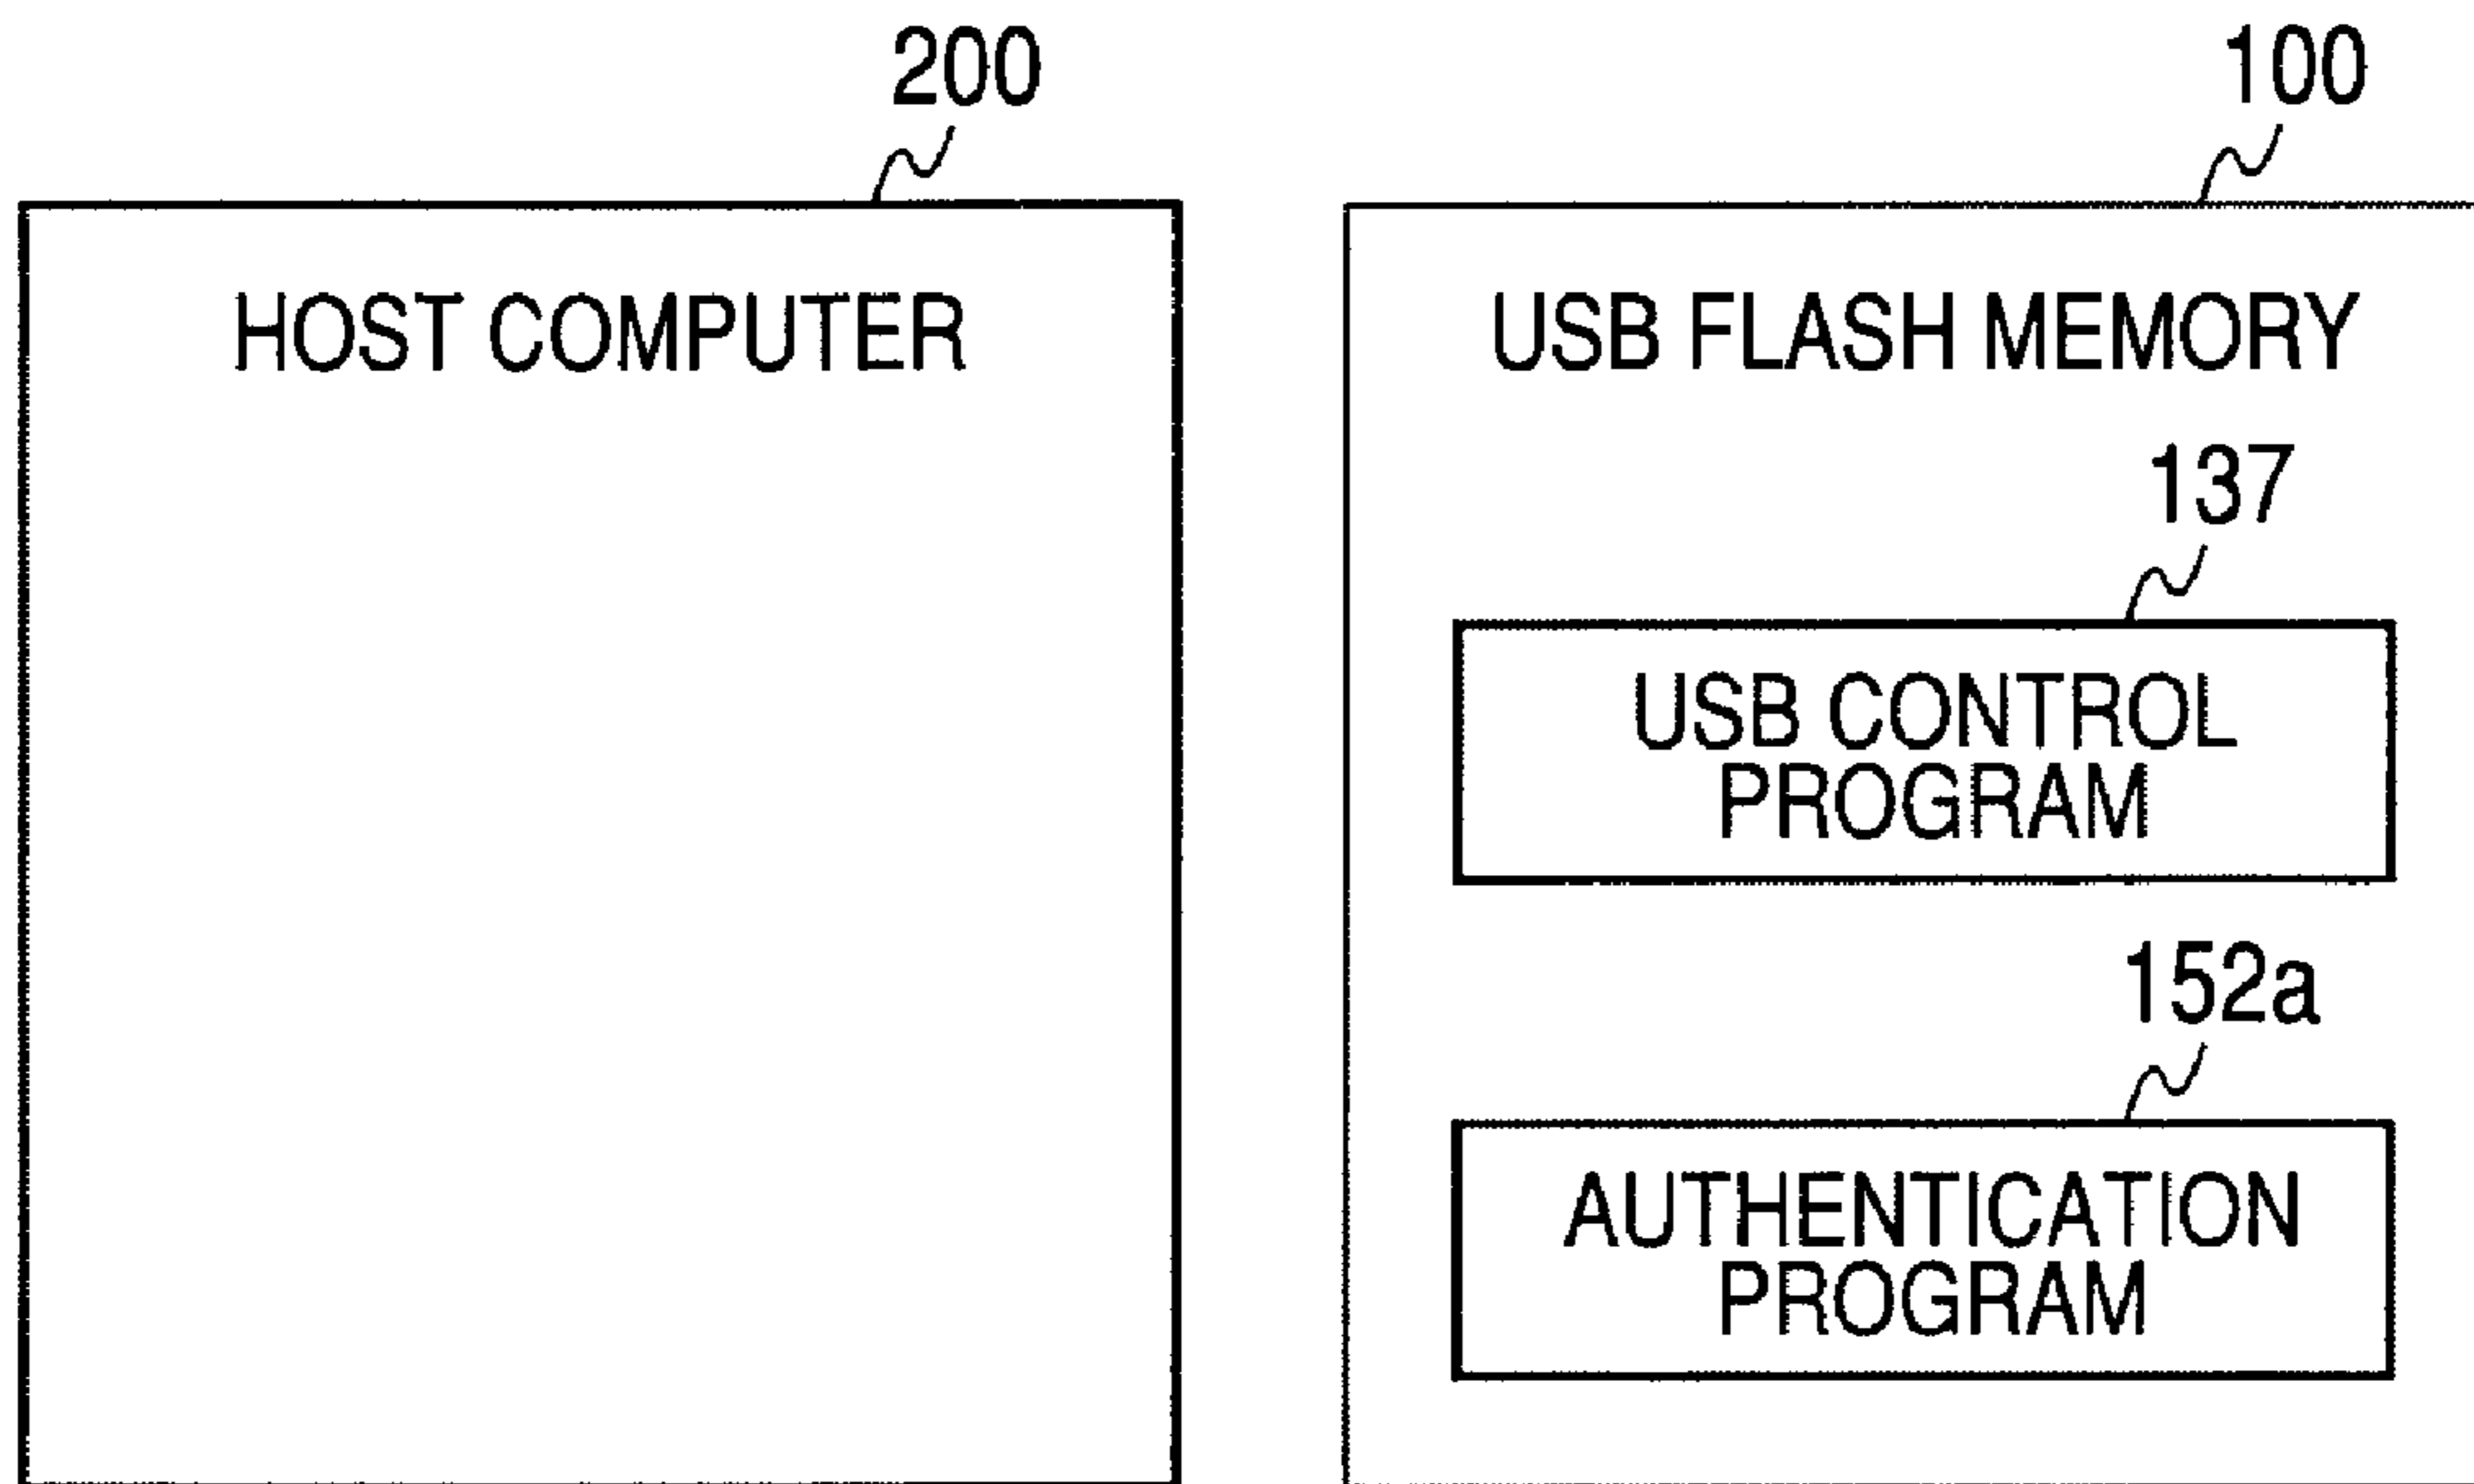 200
100
HOST COMPUTER
USB FLASH MEMORY
137
USB CONTROL
PROGRAM
152a
AUTHENTICATION
PROGRAM